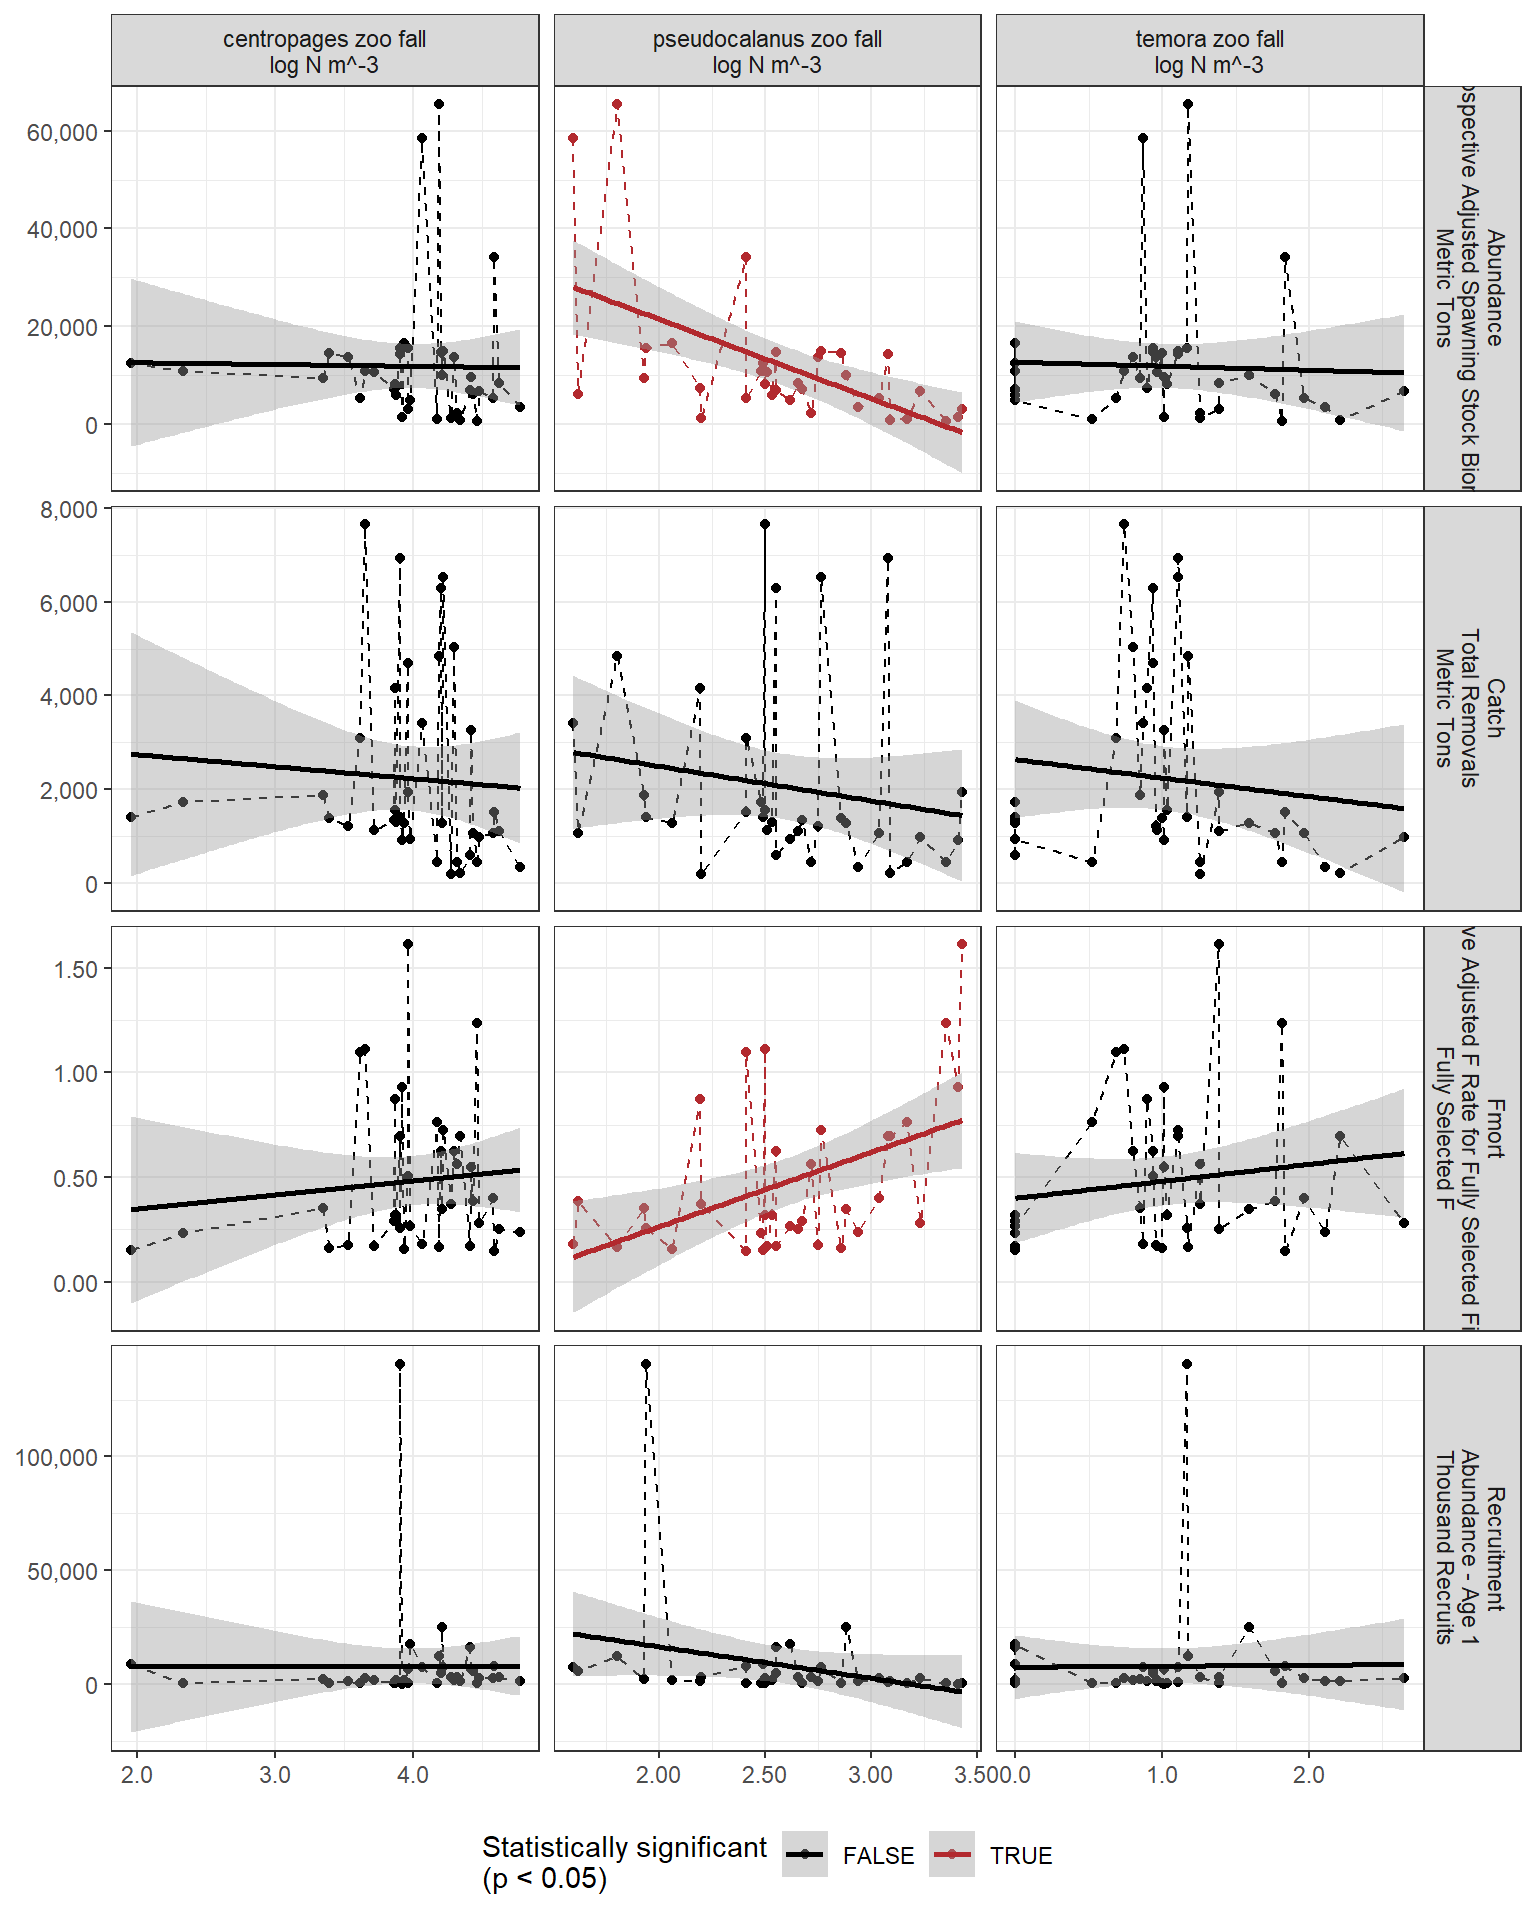 centropages zoo fall
log N m^-3
pseudocalanus zoo fall
log N m^-3
temora zoo fall
log N m^-3
60,000
40,000
20,000
0
Abundance
Adjusted Spawning Stock
Metric Tons
8,000
6,000
4,000
2,000
0
Catch
Total Removals
Metric Tons
1.50
1.00
0.50
0.00
Fmort
Adjusted F Rate for Fully Selected
Fully Selected F
100,000
50,000
0
Recruitment
Abundance - Age 1
Thousand Recruits
2.0 3.0 4.0
2.00 2.50 3.00 3.50
0.0 1.0 2.0
Statistically significant
(p < 0.05)
FALSE TRUE